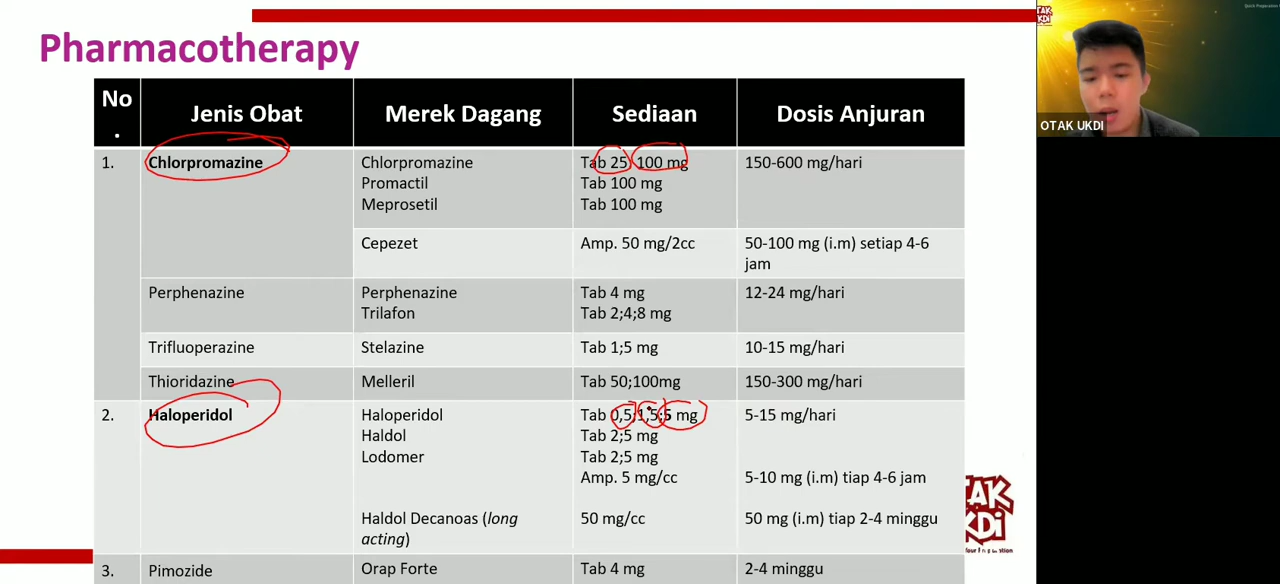 Pharmacotherapy
No
.
Jenis Obat
Merek Dagang
Sediaan
Dosis Anjuran
1.
Chlorpromazine
Chlorpromazine
Tab 25, 100 mg
150-600 mg/hari
Promactil
Tab 100 mg
Meprosetil
Tab 100 mg
Cepezet
Amp. 50 mg/2cc
50-100 mg (i.m) setiap 4-6
jam
Perphenazine
Perphenazine
Tab 4 mg
12-24 mg/hari
Trilafon
Tab 2;4;8 mg
Trifluoperazine
Stelazine
Tab 1;5 mg
10-15 mg/hari
Thioridazine
Melleril
Tab 50;100mg
150-300 mg/hari
2.
Haloperidol
Haloperidol
Tab 0,5;1,5;5 mg
5-15 mg/hari
Haldol
Tab 2;5 mg
Lodomer
Tab 2;5 mg
Amp. 5 mg/cc
5-10 mg (i.m) tiap 4-6 jam
Haldol Decanoas (long
acting)
50 mg/cc
50 mg (i.m) tiap 2-4 minggu
3.
Pimozide
Orap Forte
Tab 4 mg
2-4 minggu
OTAK UKDI